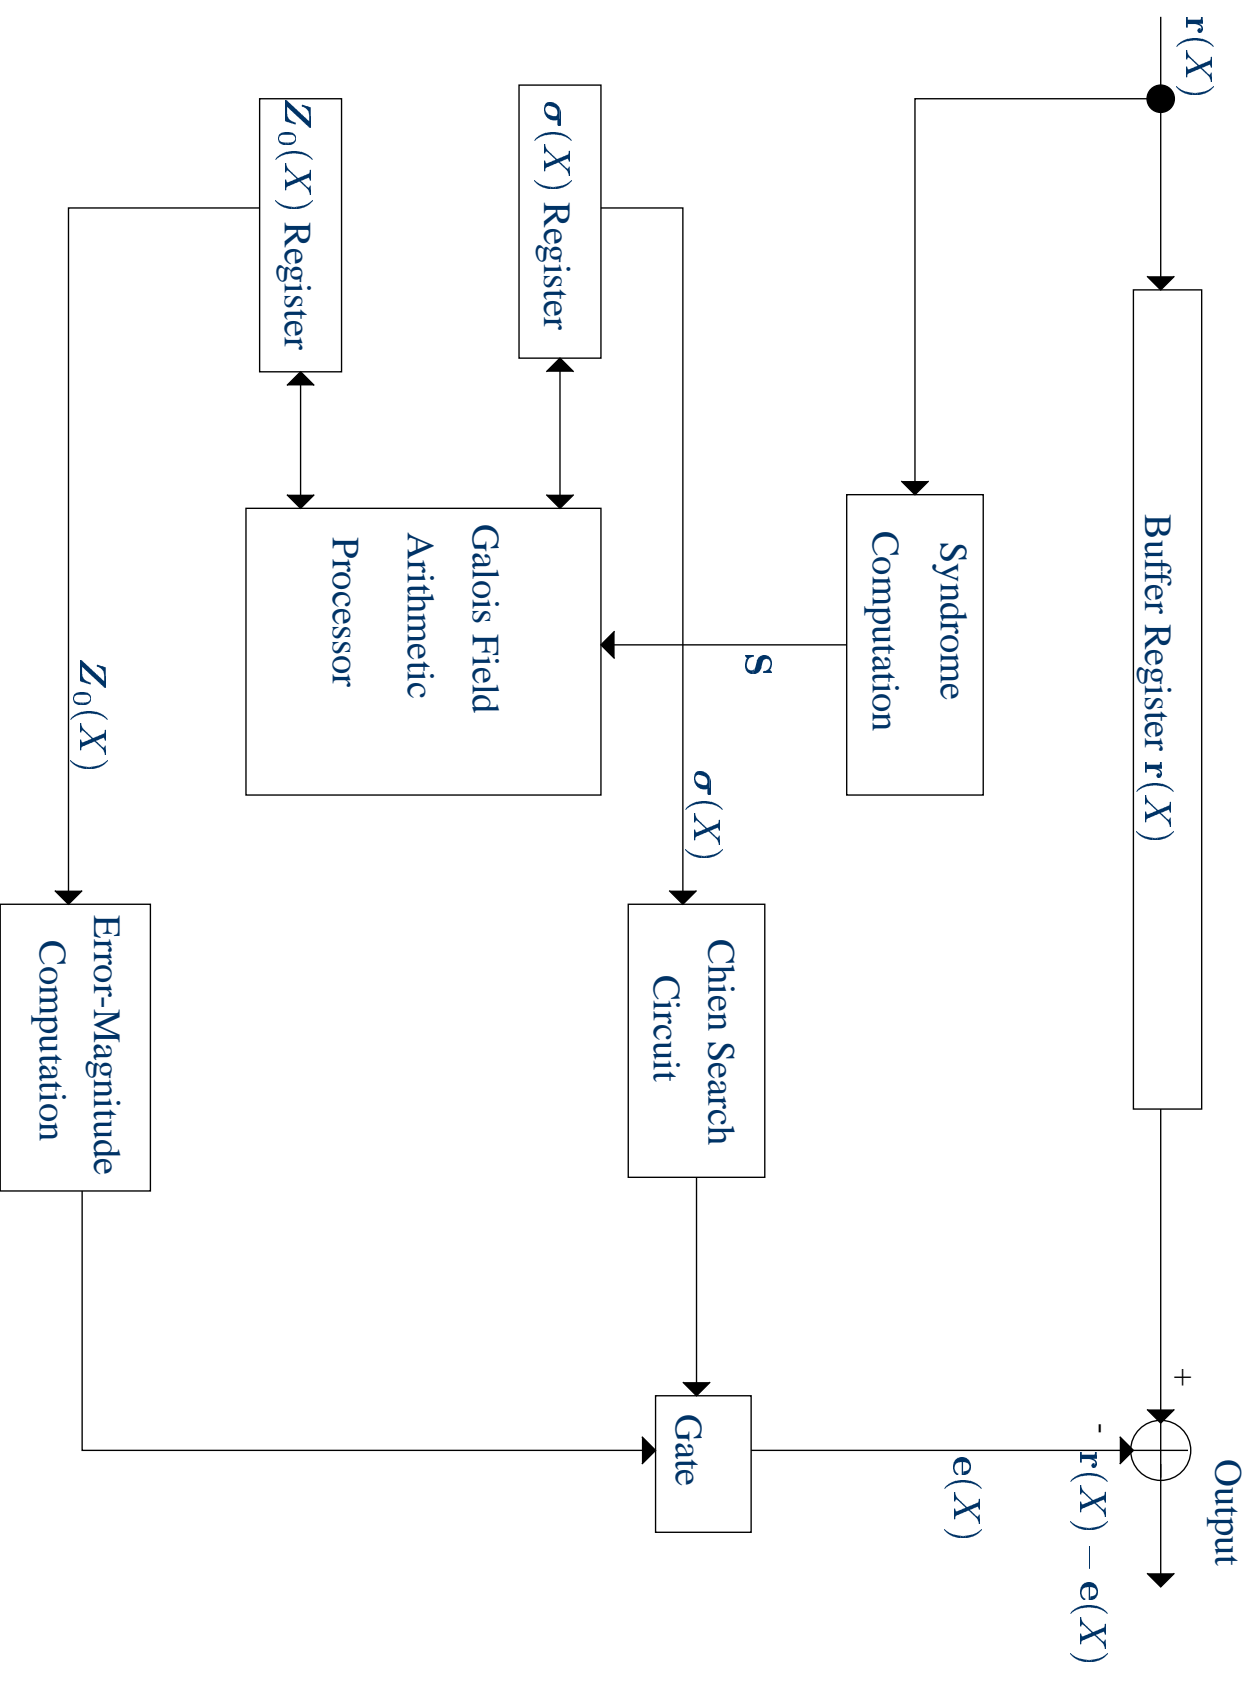 r(X)
Buffer Register r(X)
+
Output
-
r(X) − e(X)
Syndrome
Computation
e(X)
S
σ(X)
σ(X) Register
Chien Search
Circuit
Gate
Galois Field
Arithmetic
Processor
Z₀(X) Register
Z₀(X)
Error-Magnitude
Computation